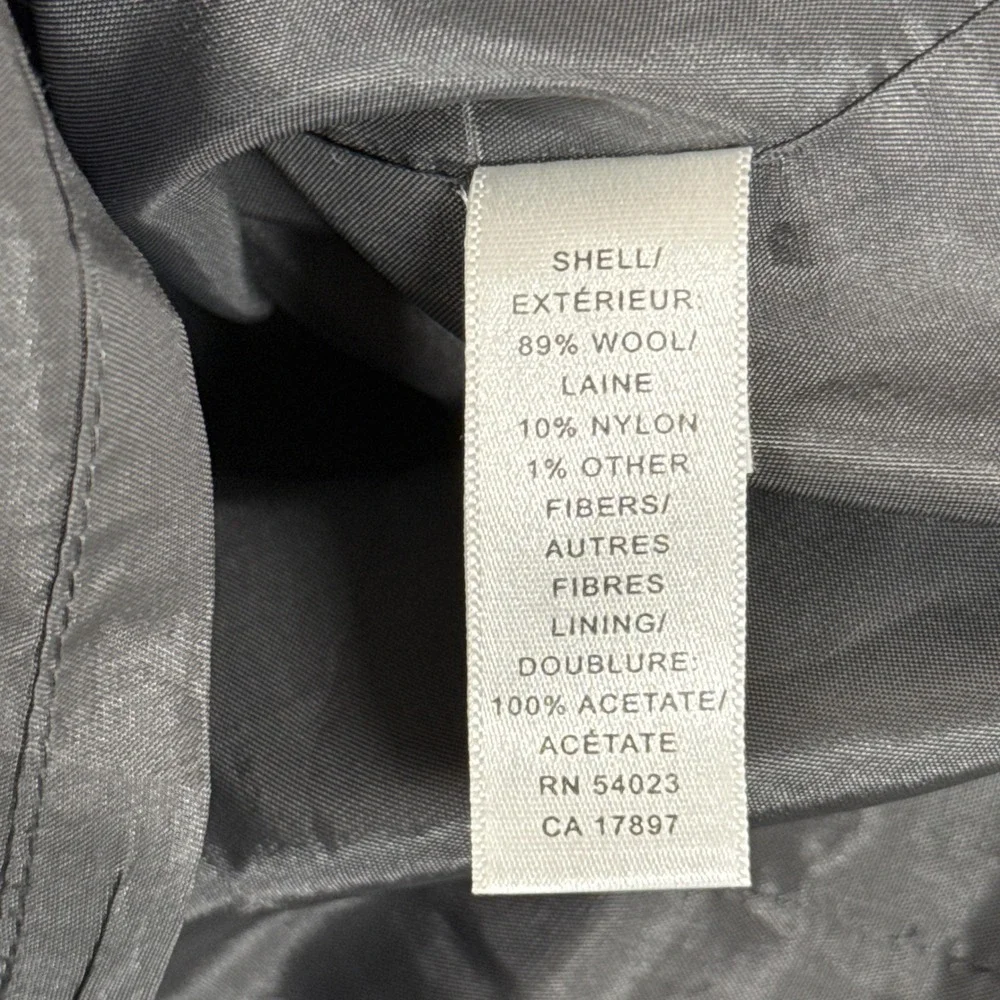 SHELL/
EXTÉRIEUR:
89% WOOL/
LAINE
10% NYLON
1% OTHER
FIBERS/
AUTRES
FIBRES
LINING/
DOUBLURE:
100% ACETATE/
ACÉTATE
RN 54023
CA 17897